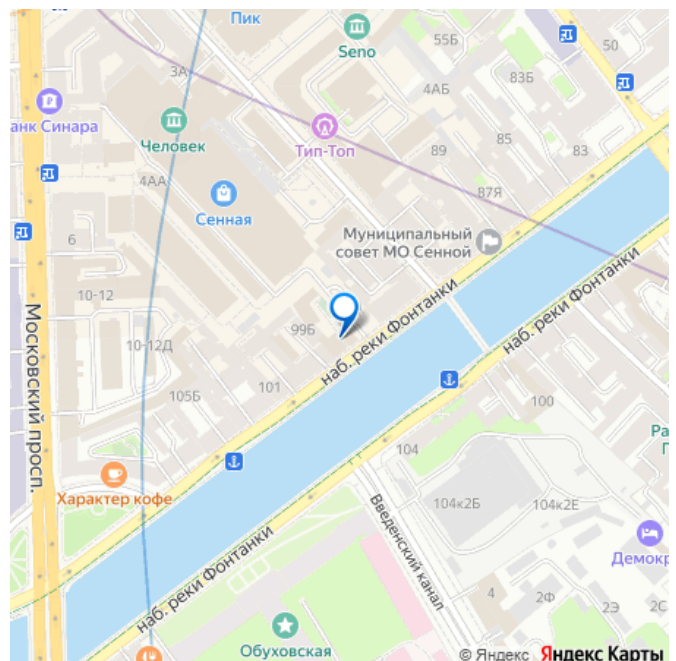 Пик
Seno
55Б
50
3А
4АБ
83Б
анк Синара
Человек
Тип-Топ
89
85
83
4АА
87Я
Сенная
6
Муниципальный
совет МО Сенной
10-12
99Б
наб. реки Фонтанки
наб. реки Фонтанки
Московский просп.
10-12Д
105Б
101
100
Ра
П
104
Характер кофе
104к2Б
104к2Е
Введенский канал
наб. реки Фонтанки
Демокр
4
2Ф
2Э
2С
Обуховская
© Яндекс Яндекс Карты